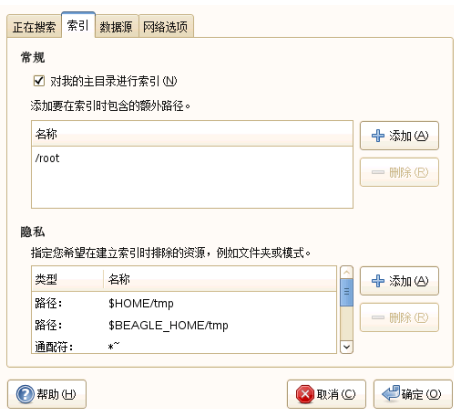 正在搜索 索引 数据源 网络选项
常规
对我的主目录进行索引(N)
添加要在索引时包含的额外路径。
名称
添加(A)
/root
删除(R)
隐私
指定您希望在建立索引时排除的资源，例如文件夹或模式。
类型 名称
添加(A)
路径： $HOME/tmp
路径： $BEAGLE_HOME/tmp
删除(R)
通配符： *~
帮助(H) 取消(C) 确定(O)